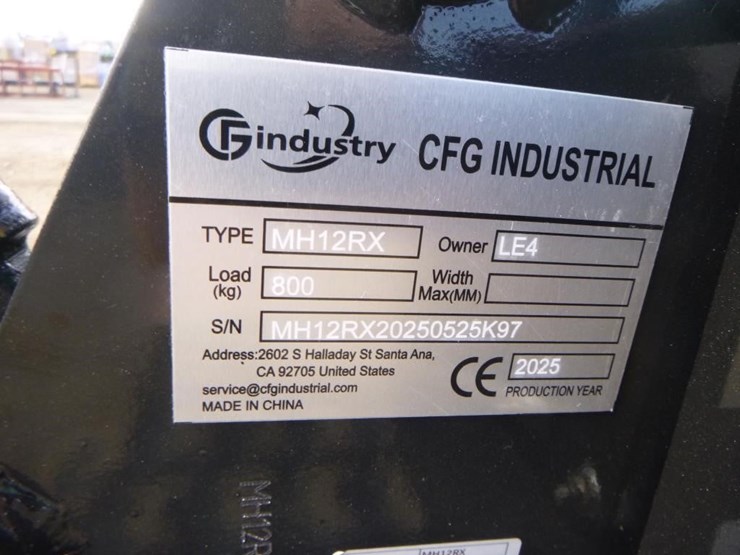 CFG industry CFG INDUSTRIAL
TYPE MH12RX Owner LE4
Load (kg) 800 Width Max(MM)
S/N MH12RX20250525K97
Address:2602 S Halladay St Santa Ana,
CA 92705 United States
service@cfgindustrial.com
MADE IN CHINA
CE 2025
PRODUCTION YEAR
MH12R
MH12RX